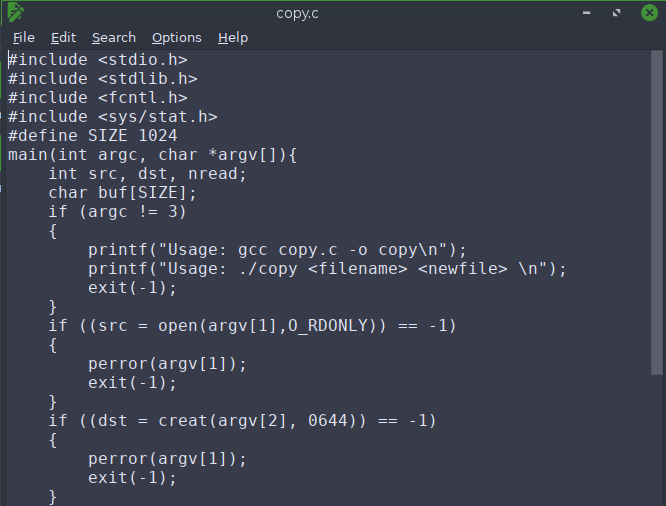 copy.c
File Edit Search Options Help
#include <stdio.h>
#include <stdlib.h>
#include <fcntl.h>
#include <sys/stat.h>
#define SIZE 1024
main(int argc, char *argv[]){
    int src, dst, nread;
    char buf[SIZE];
    if (argc != 3)
    {
        printf("Usage: gcc copy.c -o copy\n");
        printf("Usage: ./copy <filename> <newfile> \n");
        exit(-1);
    }
    if ((src = open(argv[1],O_RDONLY)) == -1)
    {
        perror(argv[1]);
        exit(-1);
    }
    if ((dst = creat(argv[2], 0644)) == -1)
    {
        perror(argv[1]);
        exit(-1);
    }